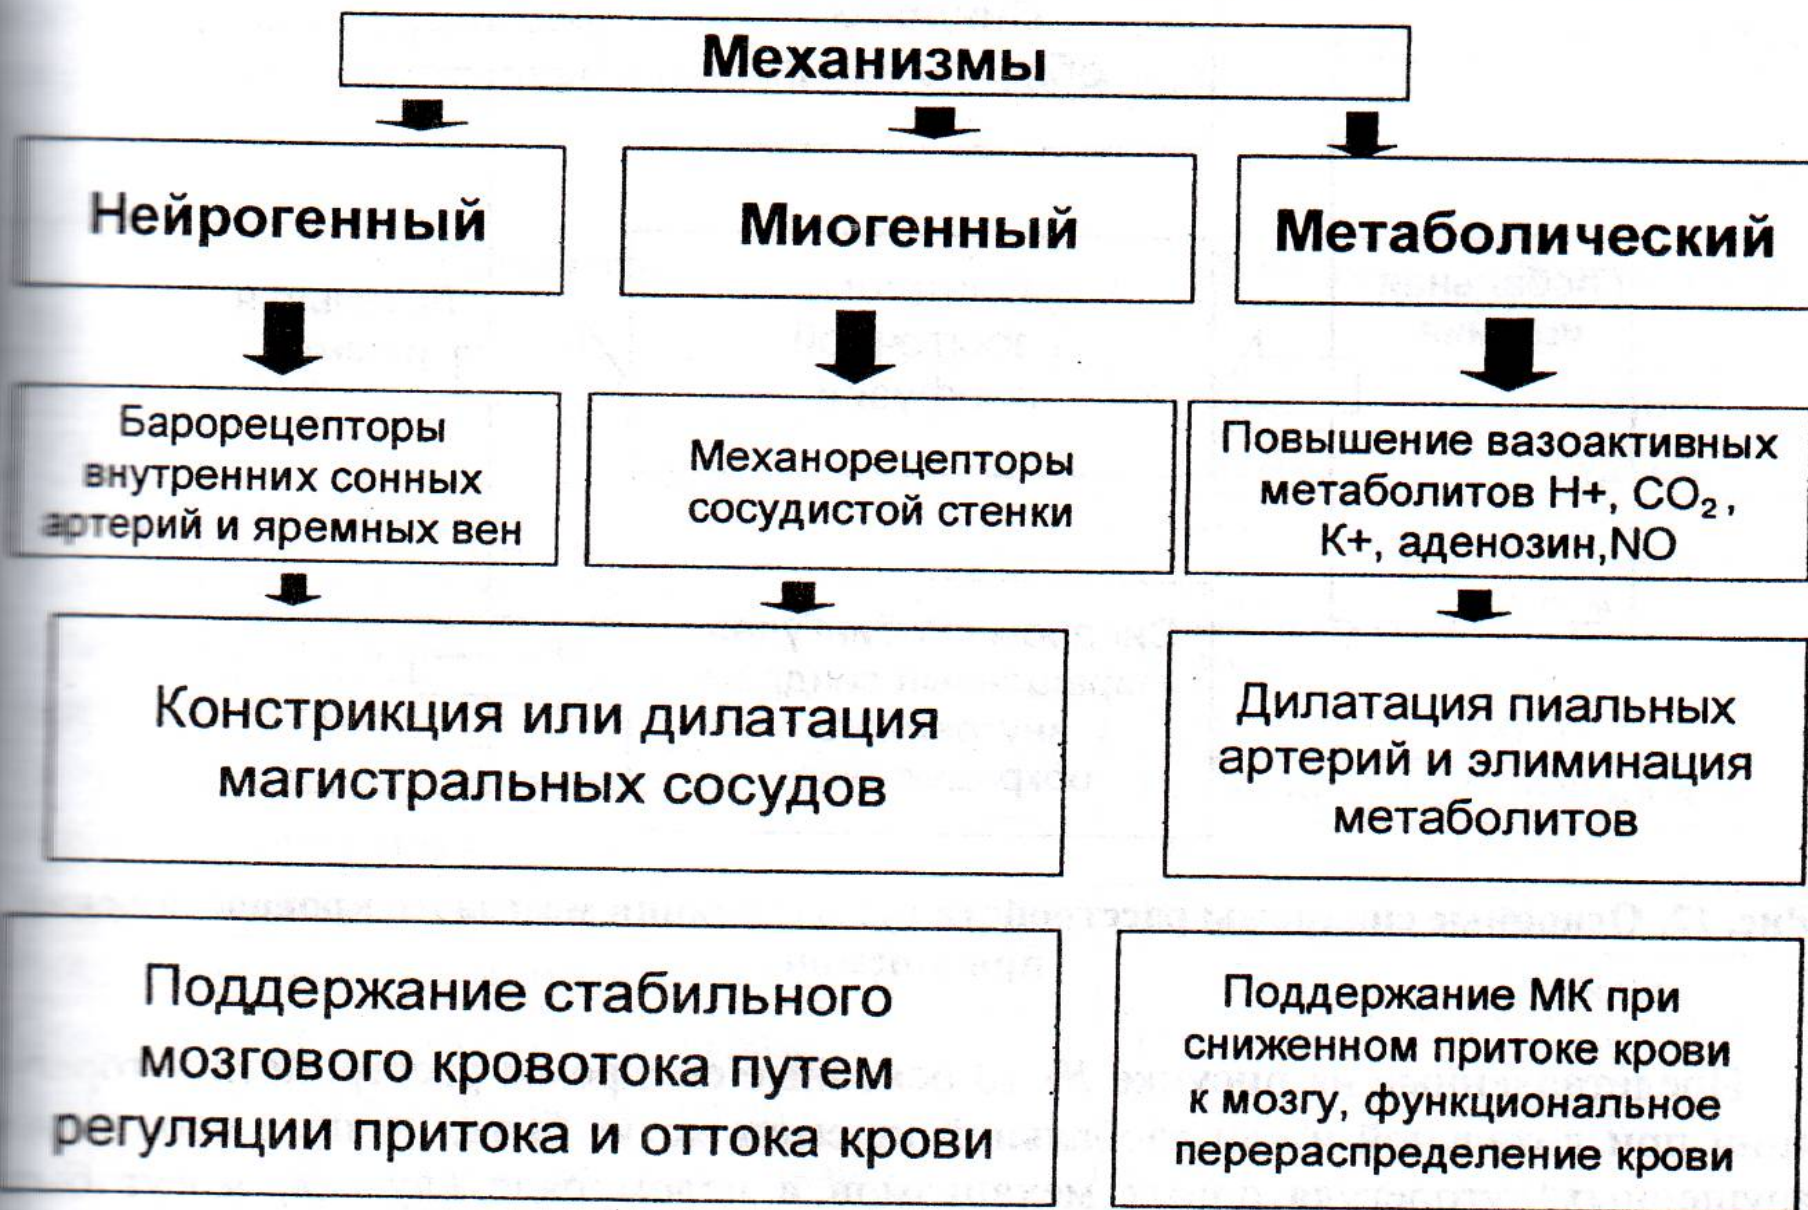 Механизмы
Нейрогенный
Миогенный
Метаболический
Барорецепторы
внутренних сонных
артерий и яремных вен
Механорецепторы
сосудистой стенки
Повышение вазоактивных
метаболитов H+, CO₂,
К+, аденозин,NO
Констрикция или дилатация
магистральных сосудов
Дилатация пиальных
артерий и элиминация
метаболитов
Поддержание стабильного
мозгового кровотока путем
регуляции притока и оттока крови
Поддержание МК при
сниженном притоке крови
к мозгу, функциональное
перераспределение крови